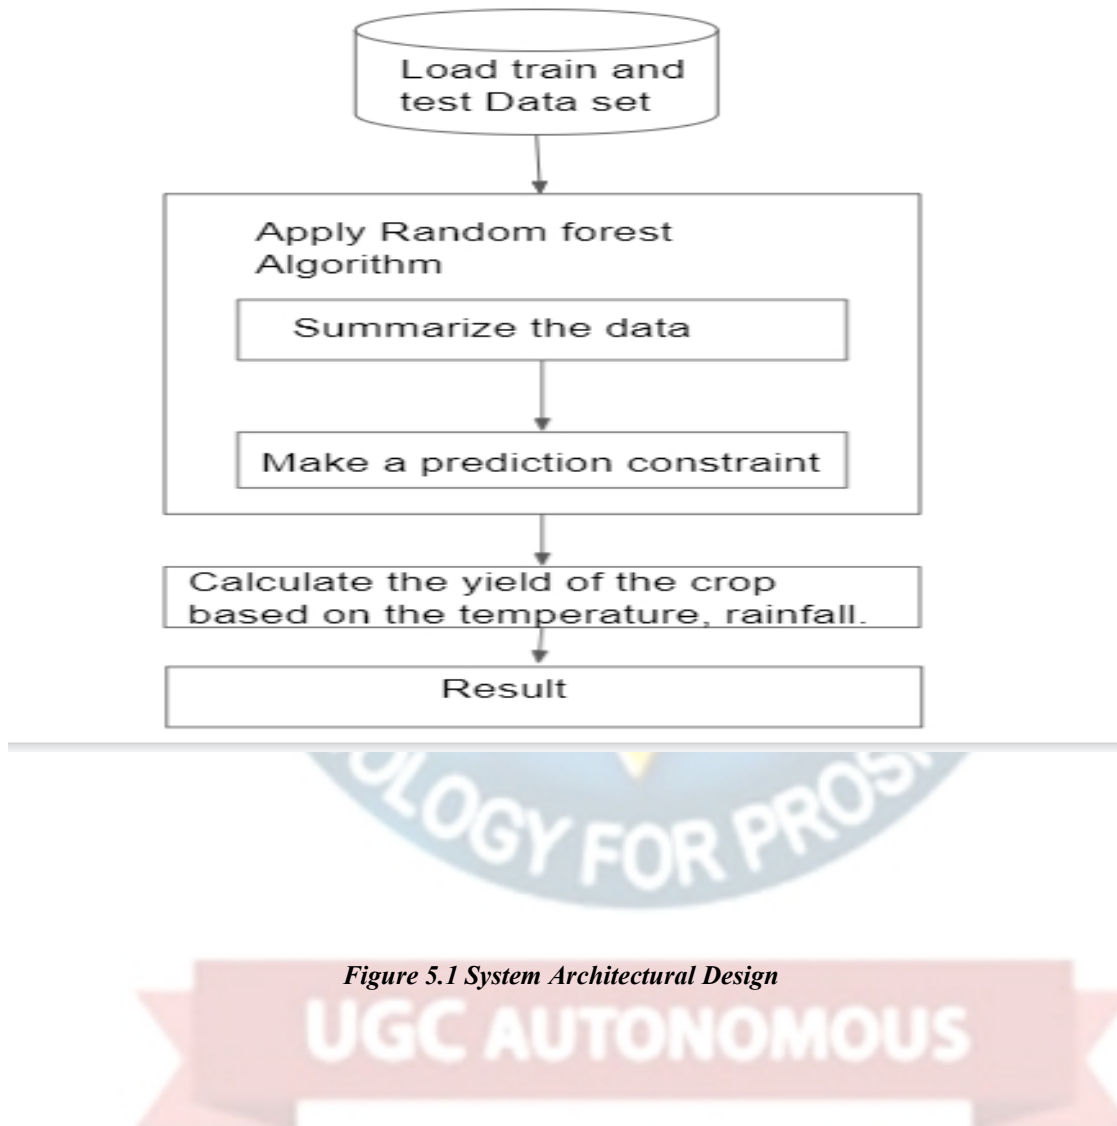 Load train and
test Data set
Apply Random forest
Algorithm
Summarize the data
Make a prediction constraint
Calculate the yield of the crop
based on the temperature, rainfall.
Result
OLOGY FOR PROS
Figure 5.1 System Architectural Design
UGC AUTONOMOUS